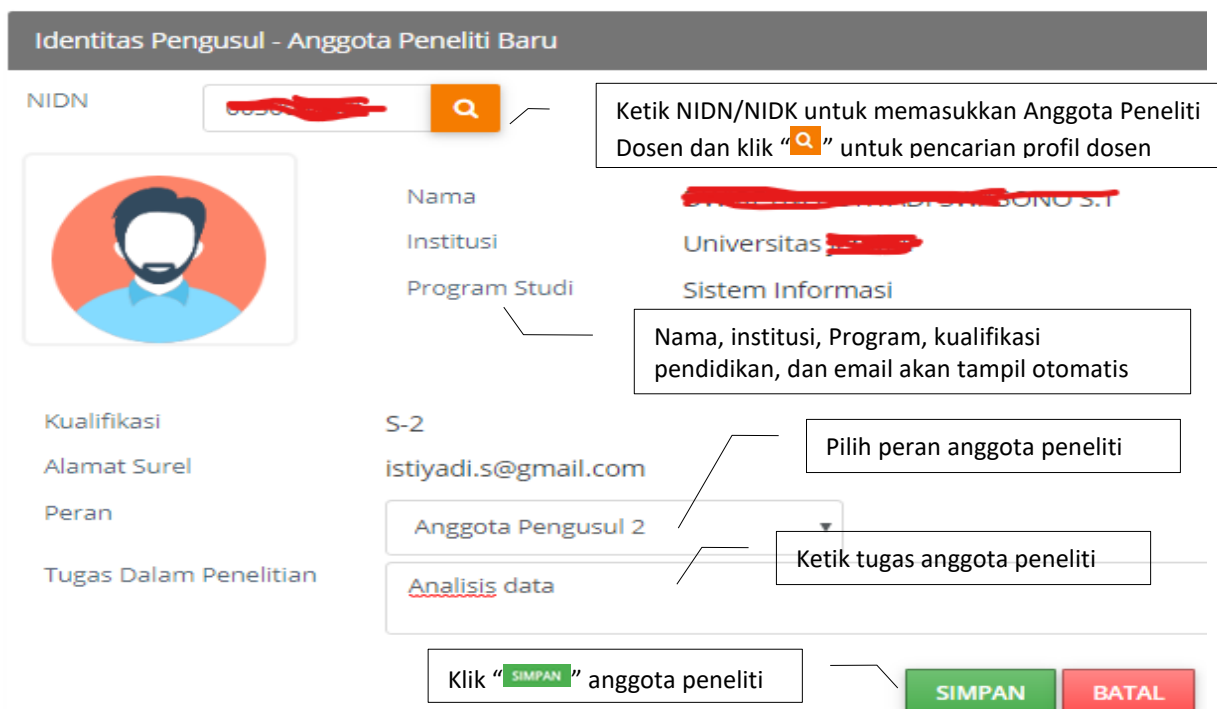 Identitas Pengusul - Anggota Peneliti Baru
NIDN
Ketik NIDN/NIDK untuk memasukkan Anggota Peneliti
Dosen dan klik “ ” untuk pencarian profil dosen
Nama
Institusi Universitas
Program Studi Sistem Informasi
Nama, institusi, Program, kualifikasi
pendidikan, dan email akan tampil otomatis
Kualifikasi S-2
Pilih peran anggota peneliti
Alamat Surel istiyadi.s@gmail.com
Peran Anggota Pengusul 2
Ketik tugas anggota peneliti
Tugas Dalam Penelitian Analisis data
Klik “ SIMPAN ” anggota peneliti
SIMPAN BATAL